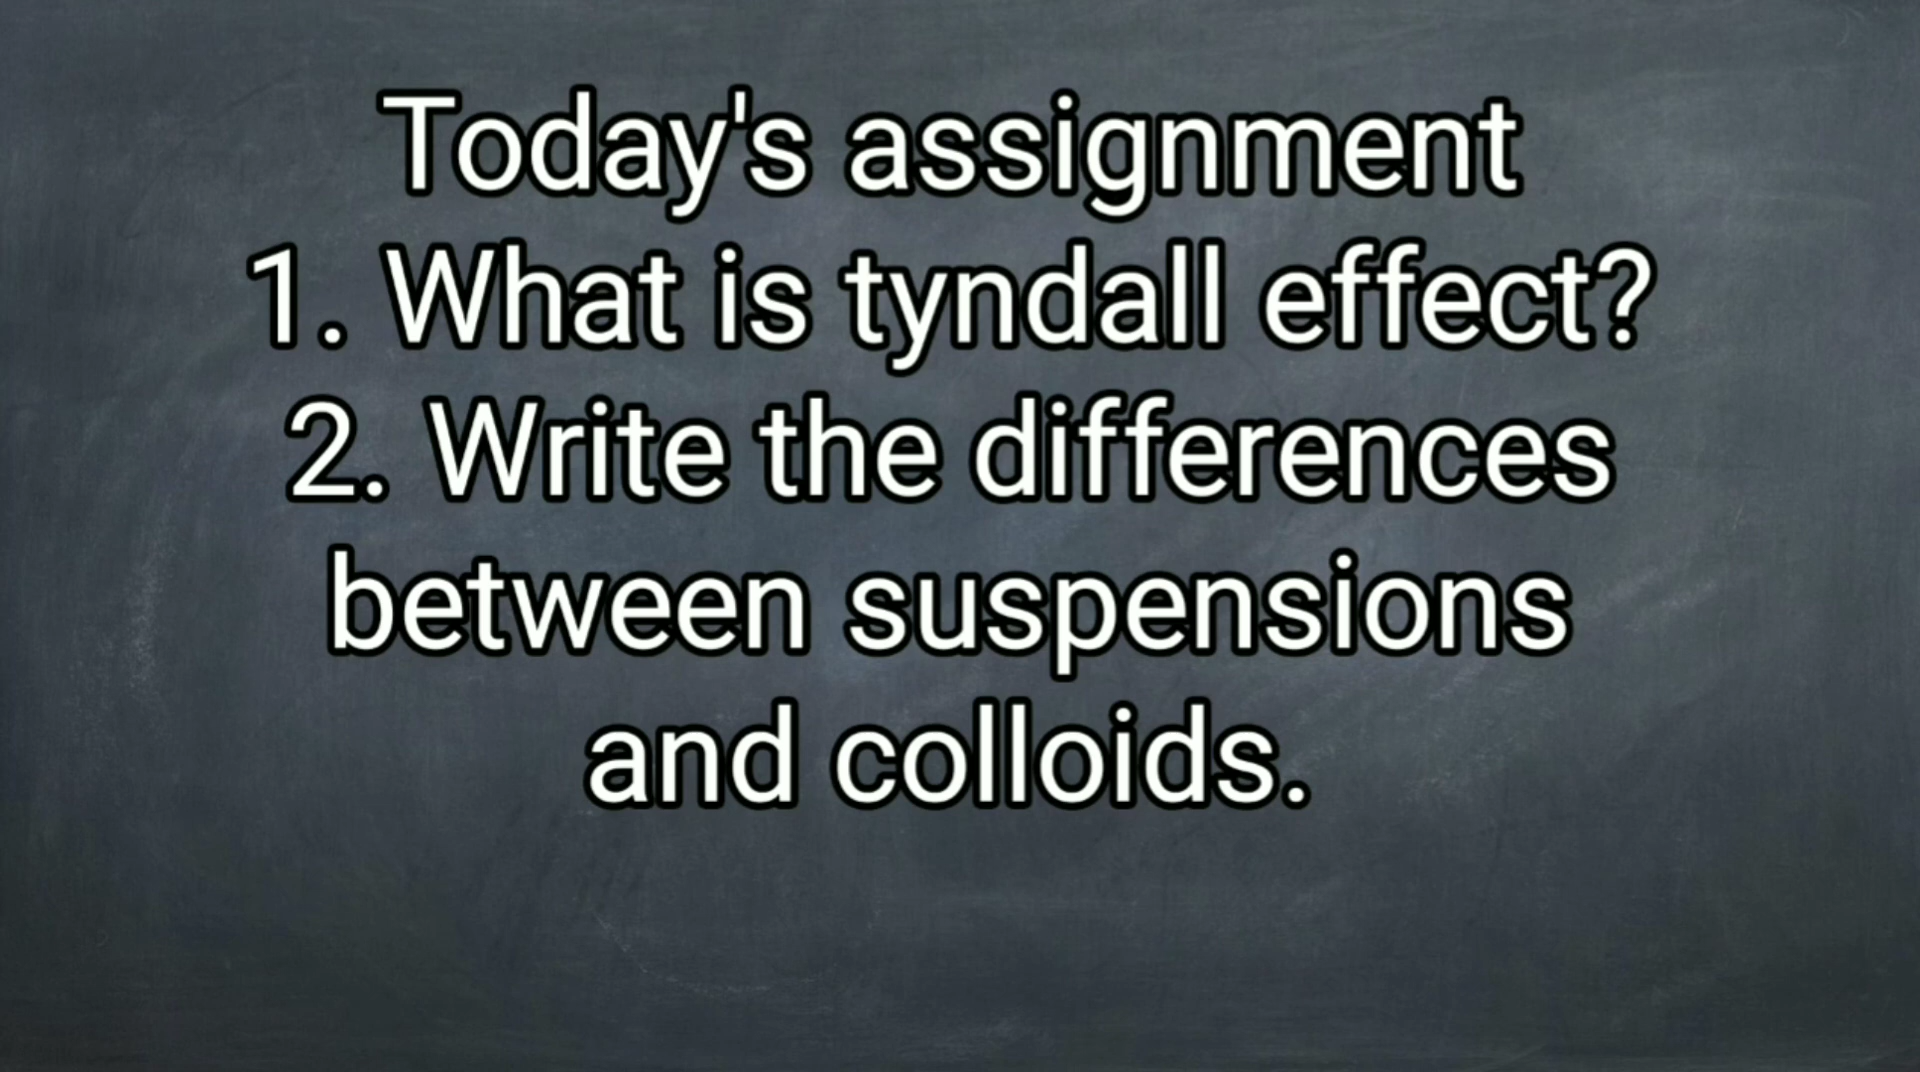 Today's assignment
1. What is tyndall effect?
2. Write the differences
between suspensions
and colloids.